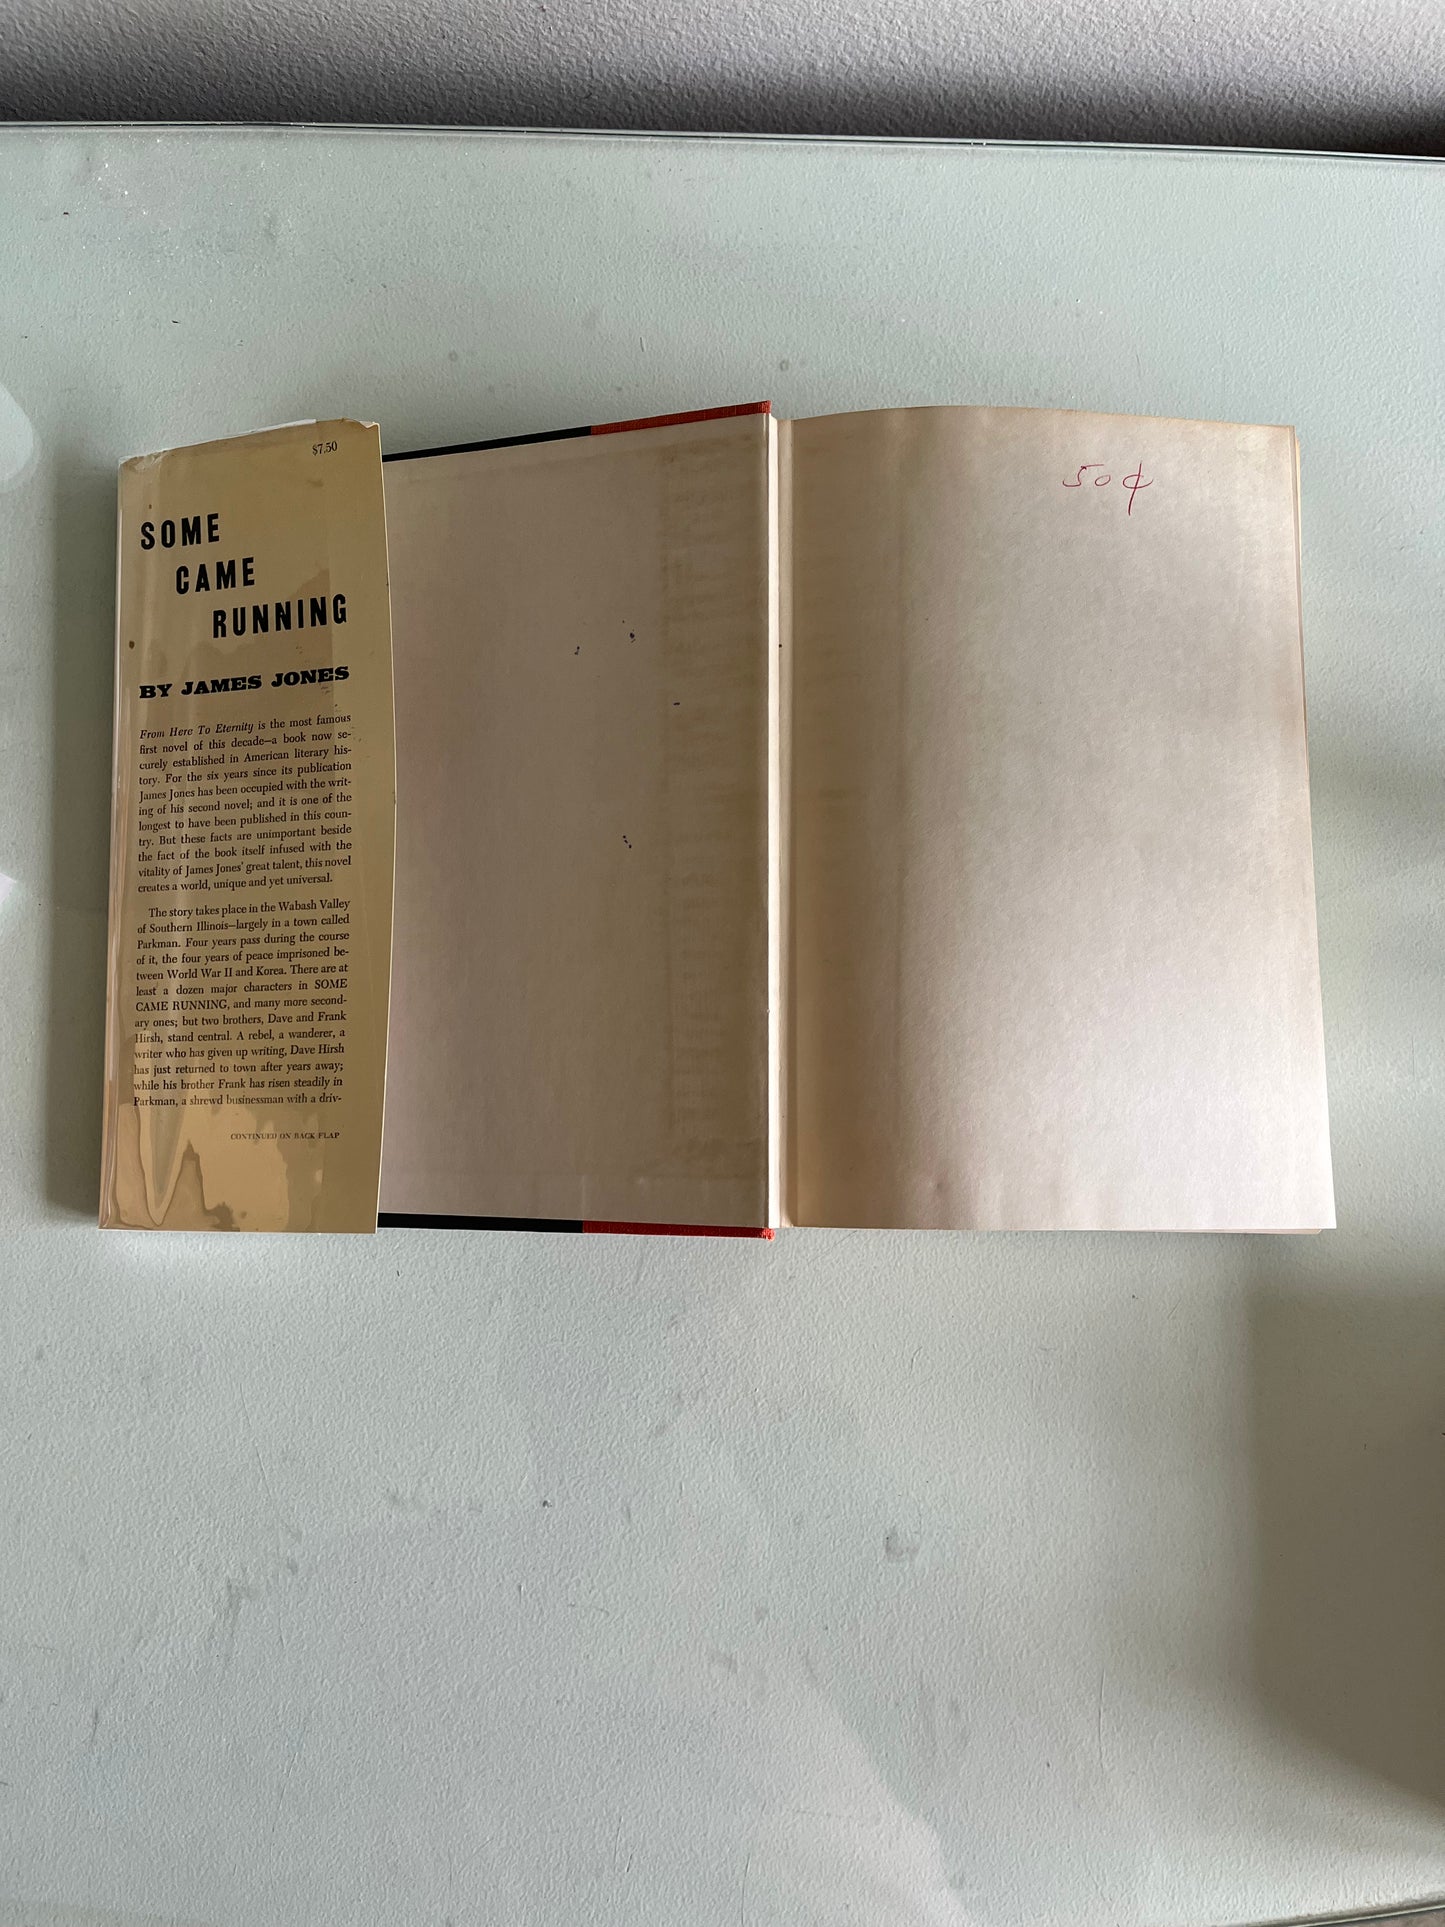 $7.50
SOME
CAME
RUNNING
BY JAMES JONES
From Here To Eternity is the most famous
first novel of this decade—a book now se-
curely established in American literary his-
tory. For the six years since its publication
James Jones has been occupied with the writ-
ing of his second novel; and it is one of the
longest to have been published in this coun-
try. But these facts are unimportant beside
the fact of the book itself infused with the
vitality of James Jones' great talent, this novel
creates a world, unique and yet universal.
The story takes place in the Wabash Valley
of Southern Illinois—largely in a town called
Parkman. Four years pass during the course
of it, the four years of peace imprisoned be-
tween World War II and Korea. There are at
least a dozen major characters in SOME
CAME RUNNING, and many more second-
ary ones; but two brothers, Dave and Frank
Hirsh, stand central. A rebel, a wanderer, a
writer who has given up writing, Dave Hirsh
has just returned to town after years away;
while his brother Frank has risen steadily in
Parkman, a shrewd businessman with a driv-
CONTINUED ON BACK FLAP
50¢